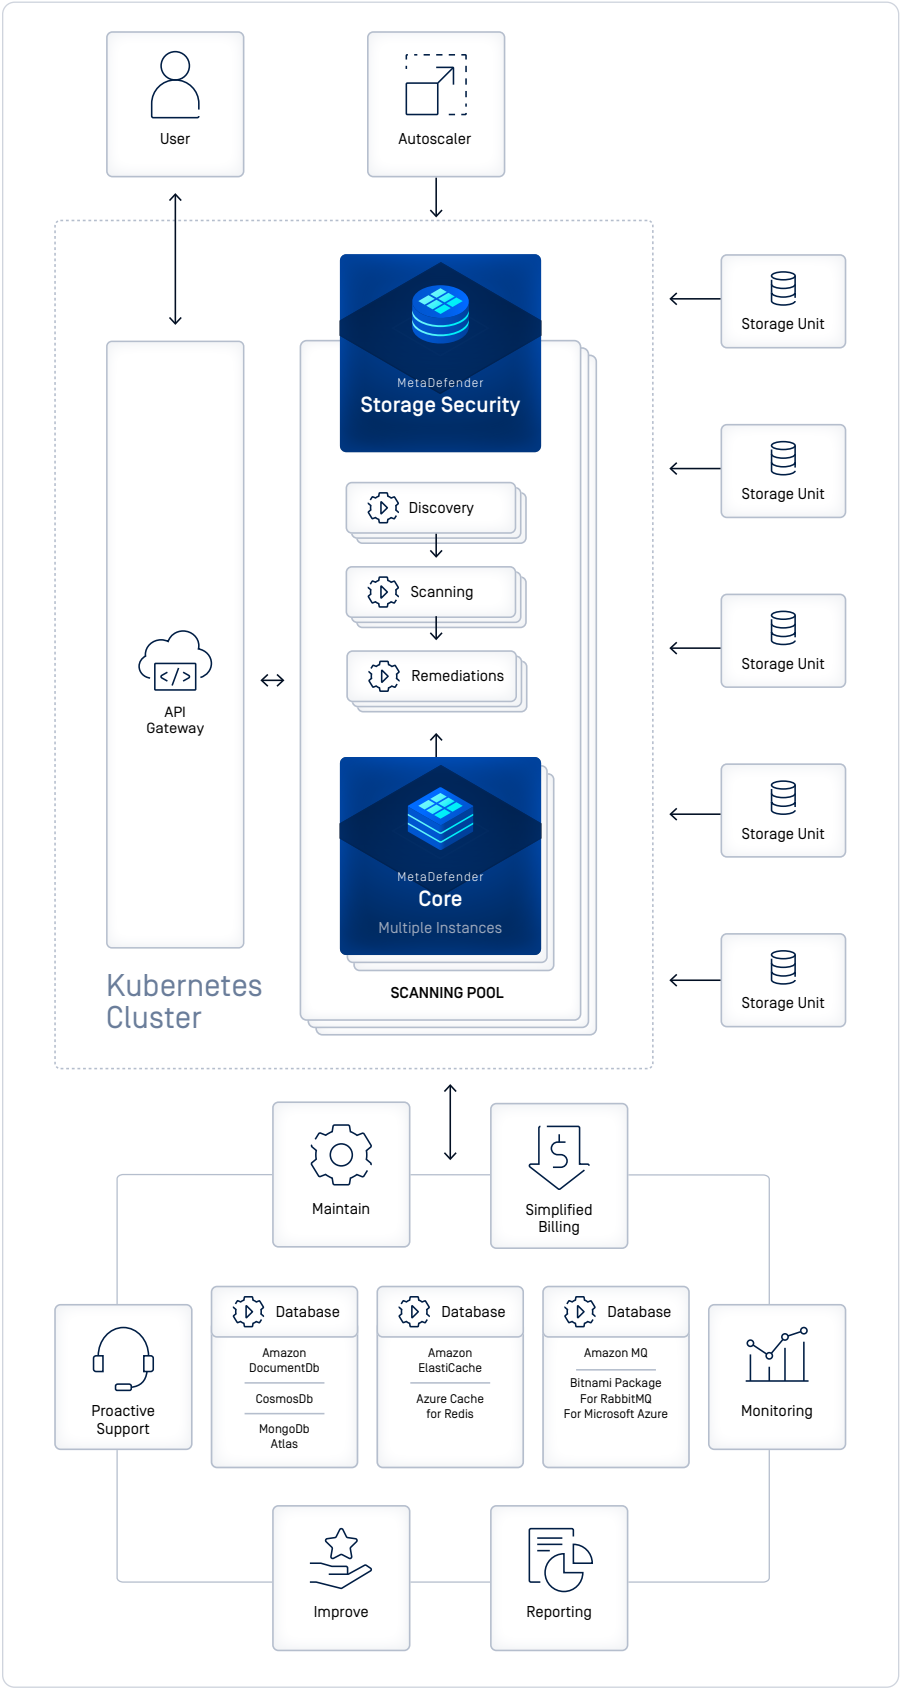 User
Autoscaler
MetaDefender
Storage Security
Discovery
Scanning
Remediations
MetaDefender
Core
Multiple Instances
SCANNING POOL
API
Gateway
Kubernetes
Cluster
Storage Unit
Storage Unit
Storage Unit
Storage Unit
Storage Unit
Maintain
Simplified
Billing
Proactive
Support
Database
Amazon
DocumentDb
CosmosDb
MongoDb
Atlas
Database
Amazon
ElastiCache
Azure Cache
for Redis
Database
Amazon MQ
Bitnami Package
For RabbitMQ
For Microsoft Azure
Monitoring
Improve
Reporting